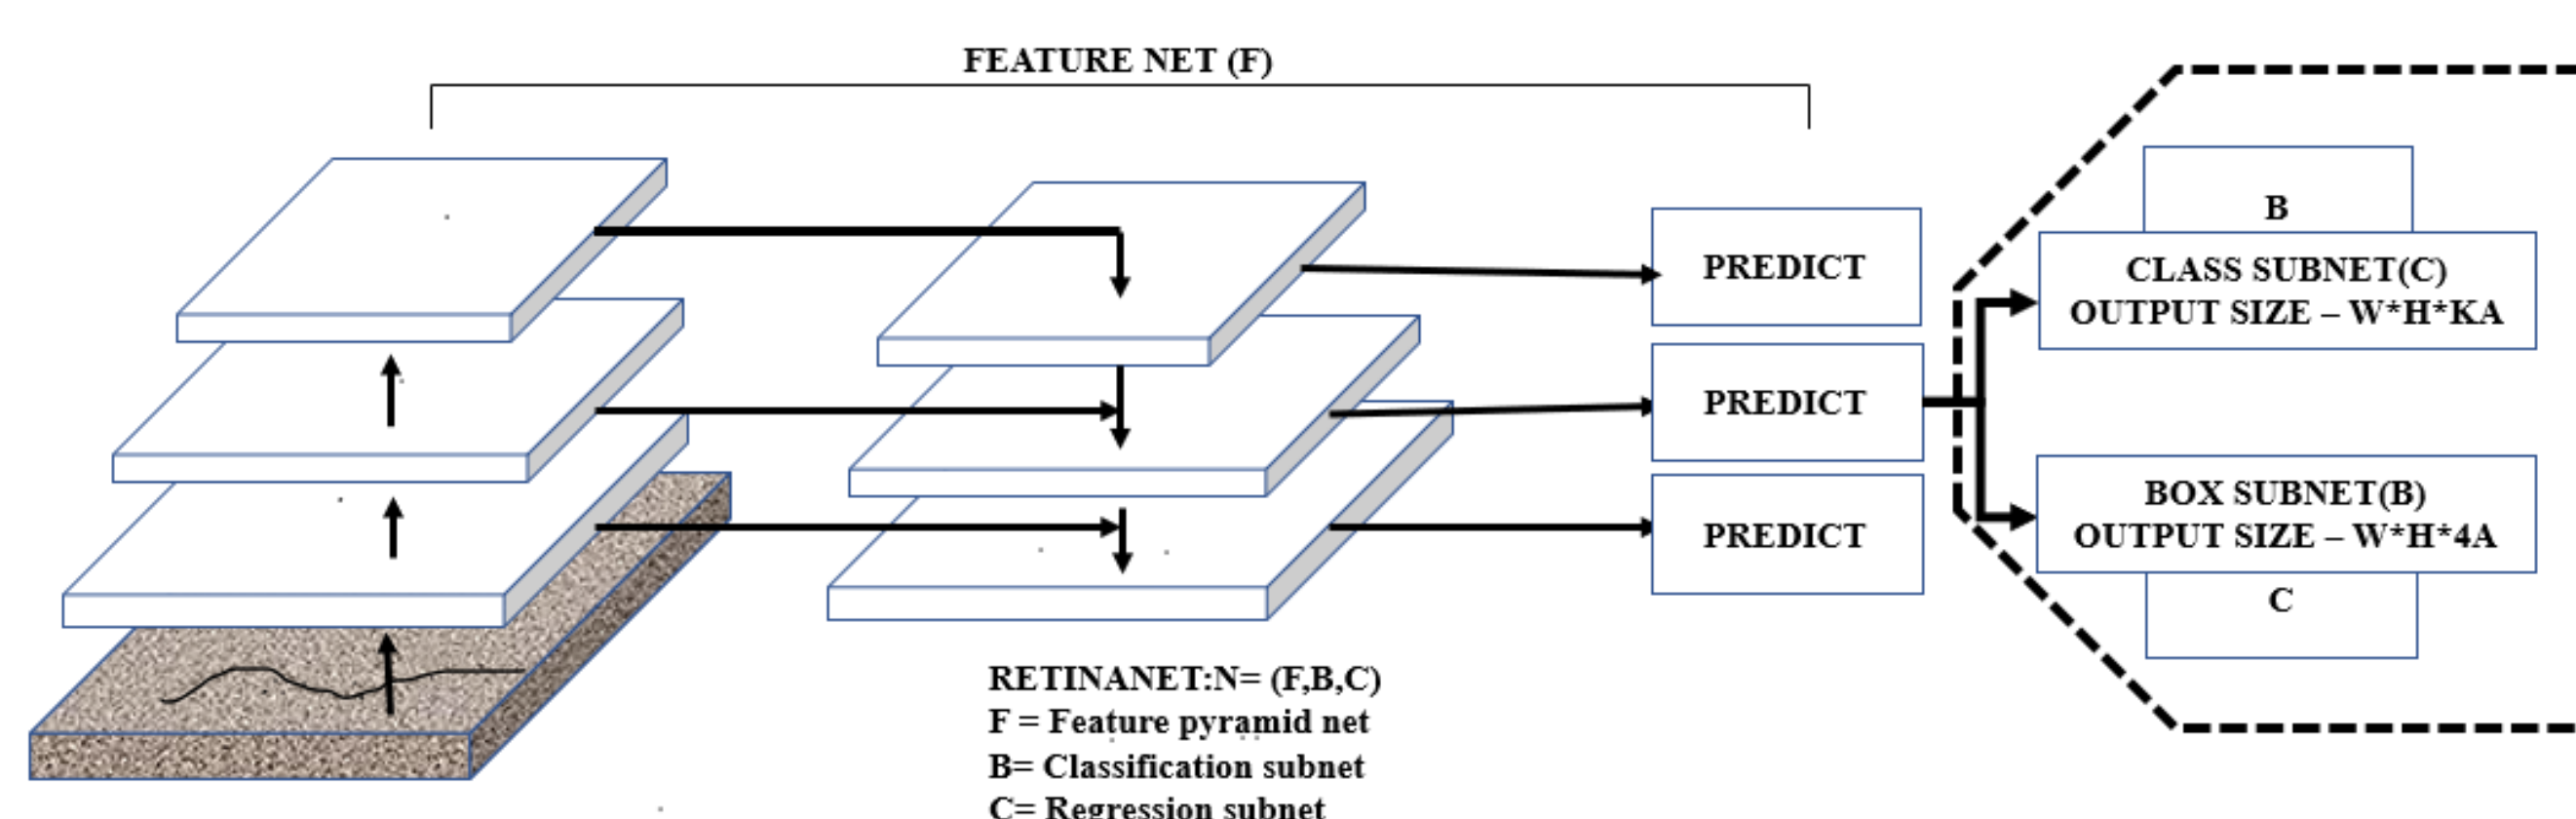 FEATURE NET (F)
PREDICT
PREDICT
PREDICT
B
CLASS SUBNET(C)
OUTPUT SIZE – W*H*KA
BOX SUBNET(B)
OUTPUT SIZE – W*H*4A
C
RETINANET:N= (F,B,C)
F = Feature pyramid net
B= Classification subnet
C= Regression subnet